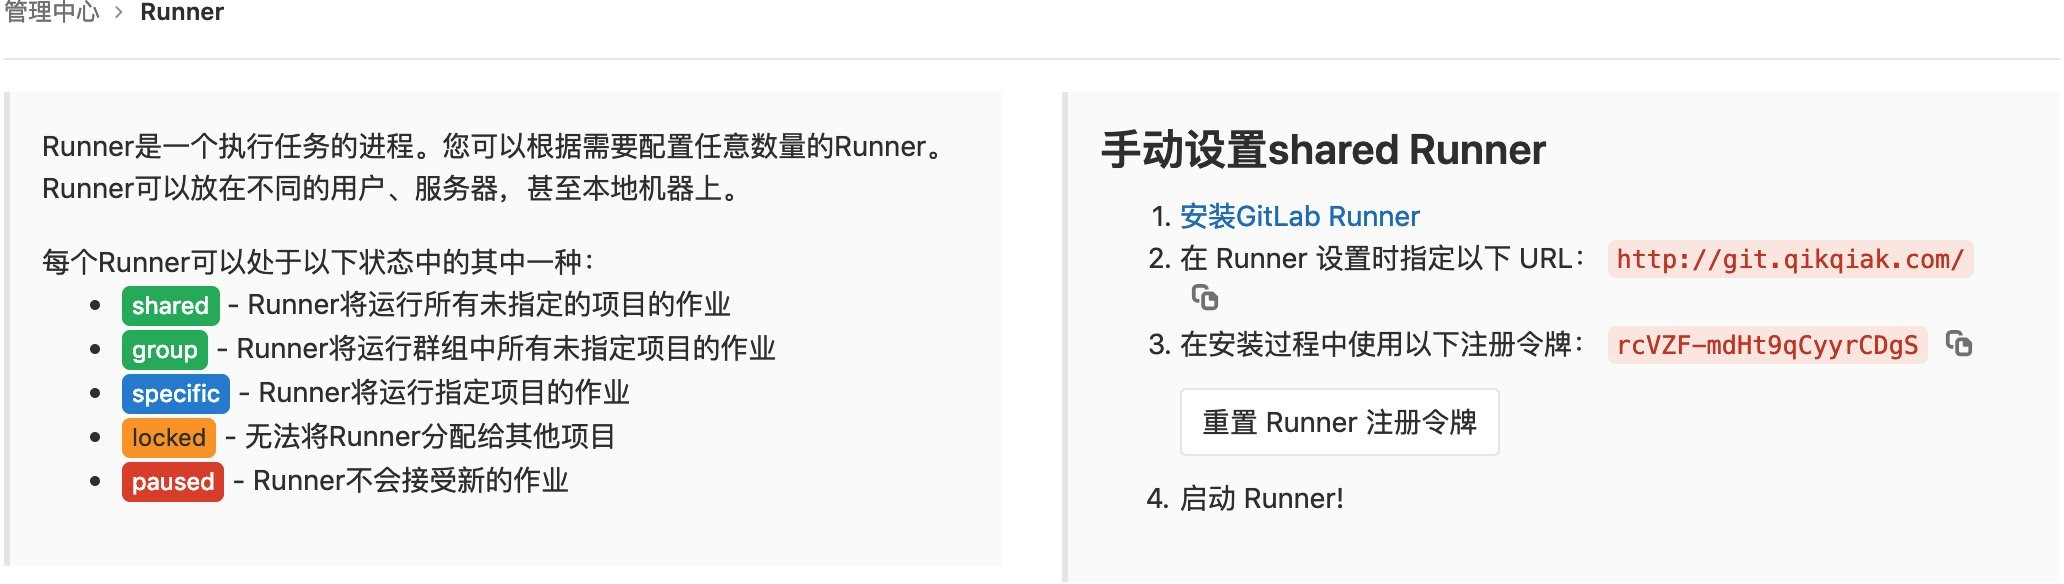 管理中心 > Runner
Runner是一个执行任务的进程。您可以根据需要配置任意数量的Runner。
Runner可以放在不同的用户、服务器，甚至本地机器上。
每个Runner可以处于以下状态中的其中一种：
• shared - Runner将运行所有未指定的项目的作业
• group - Runner将运行群组中所有未指定项目的作业
• specific - Runner将运行指定项目的作业
• locked - 无法将Runner分配给其他项目
• paused - Runner不会接受新的作业
手动设置shared Runner
1. 安装GitLab Runner
2. 在 Runner 设置时指定以下 URL： http://git.qikqiak.com/
3. 在安装过程中使用以下注册令牌： rcVZF-mdHt9qCyyrCDgS
重置 Runner 注册令牌
4. 启动 Runner!